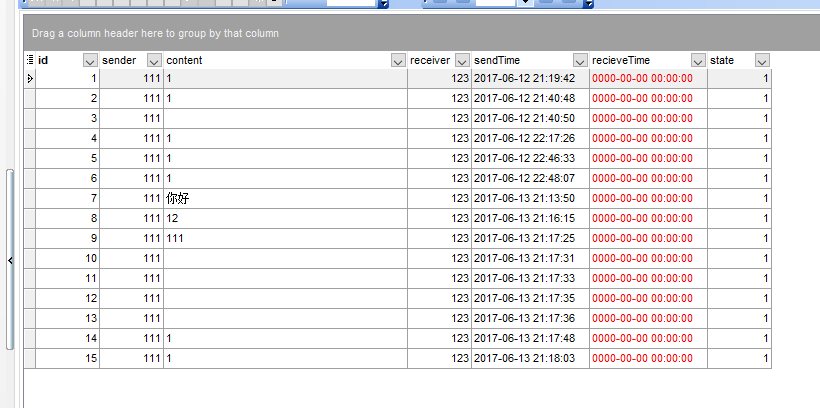 Drag a column header here to group by that column
id sender content receiver sendTime recieveTime state
1 111 1 123 2017-06-12 21:19:42 0000-00-00 00:00:00 1
2 111 1 123 2017-06-12 21:40:48 0000-00-00 00:00:00 1
3 111 123 2017-06-12 21:40:50 0000-00-00 00:00:00 1
4 111 1 123 2017-06-12 22:17:26 0000-00-00 00:00:00 1
5 111 1 123 2017-06-12 22:46:33 0000-00-00 00:00:00 1
6 111 1 123 2017-06-12 22:48:07 0000-00-00 00:00:00 1
7 111 你好 123 2017-06-13 21:13:50 0000-00-00 00:00:00 1
8 111 12 123 2017-06-13 21:16:15 0000-00-00 00:00:00 1
9 111 111 123 2017-06-13 21:17:25 0000-00-00 00:00:00 1
10 111 123 2017-06-13 21:17:31 0000-00-00 00:00:00 1
11 111 123 2017-06-13 21:17:33 0000-00-00 00:00:00 1
12 111 123 2017-06-13 21:17:35 0000-00-00 00:00:00 1
13 111 123 2017-06-13 21:17:36 0000-00-00 00:00:00 1
14 111 1 123 2017-06-13 21:17:48 0000-00-00 00:00:00 1
15 111 1 123 2017-06-13 21:18:03 0000-00-00 00:00:00 1